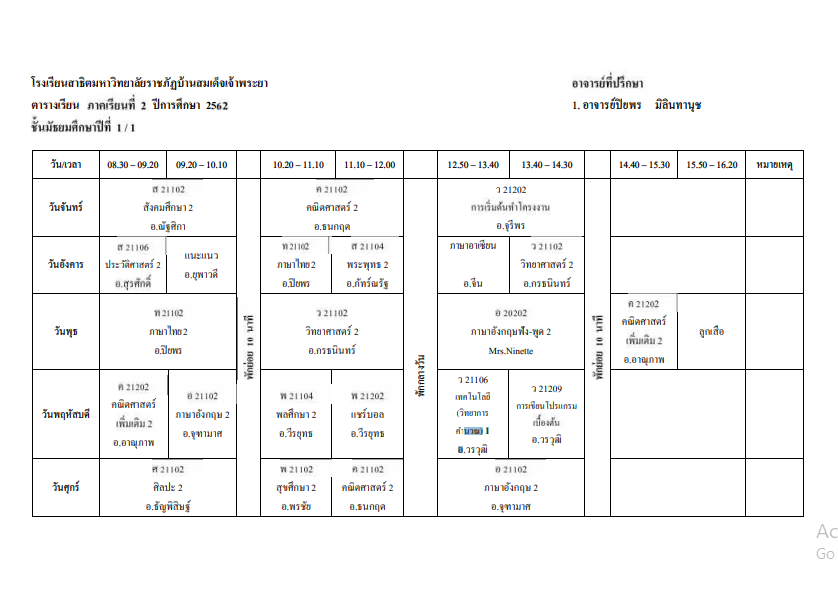 โรงเรียนสาธิตมหาวิทยาลัยราชภัฏบ้านสมเด็จเจ้าพระยา
อาจารย์ที่ปรึกษา
ตารางเรียน ภาคเรียนที่ 2 ปีการศึกษา 2562
1. อาจารย์ปิยพร มิลินทานุช
ชั้นมัธยมศึกษาปีที่ 1 / 1
วัน/เวลา 08.30 – 09.20 09.20 – 10.10 10.20 – 11.10 11.10 – 12.00 12.50 – 13.40 13.40 – 14.30 14.40 – 15.30 15.50 – 16.20 หมายเหตุ
วันจันทร์
ส 21102
สังคมศึกษา 2
อ.ณัฐสิกา
ค 21102
คณิตศาสตร์ 2
อ.ธนกฤต
ว 21202
การเริ่มต้นทำโครงงาน
อ.จุรีพร
วันอังคาร
ส 21106
ประวัติศาสตร์ 2
อ.สุรศักดิ์
แนะแนว
อ.ยุพาวดี
ท 21102
ภาษาไทย 2
อ.ปิยพร
ส 21104
พระพุทธ 2
อ.ภัทร์ณรัฐ
ภาษาอาเซียน
อ.จีน
ว 21102
วิทยาศาสตร์ 2
อ.กรธนินทร์
พักย่อย 10 นาที
พักกลางวัน
พักย่อย 10 นาที
วันพุธ
ท 21102
ภาษาไทย 2
อ.ปิยพร
ว 21102
วิทยาศาสตร์ 2
อ.กรธนินทร์
อ 20202
ภาษาอังกฤษฟัง-พูด 2
Mrs.Ninette
ค 21202
คณิตศาสตร์
เพิ่มเติม 2
อ.อาณุภาพ
ลูกเสือ
วันพฤหัสบดี
ค 21202
คณิตศาสตร์
เพิ่มเติม 2
อ.อาณุภาพ
อ 21102
ภาษาอังกฤษ 2
อ.จุฑามาศ
พ 21104
พลศึกษา 2
อ.วีรยุทธ
พ 21202
แชร์บอล
อ.วีรยุทธ
ว 21106
เทคโนโลยี
(วิทยาการ
คำนวณ) 1
อ.วรวุฒิ
ว 21209
การเขียนโปรแกรม
เบื้องต้น
อ.วรวุฒิ
วันศุกร์
ศ 21102
ศิลปะ 2
อ.ธัญพิสิษฐ์
พ 21102
สุขศึกษา 2
อ.พรชัย
ค 21102
คณิตศาสตร์ 2
อ.ธนกฤต
อ 21102
ภาษาอังกฤษ 2
อ.จุฑามาศ
Ac
Go